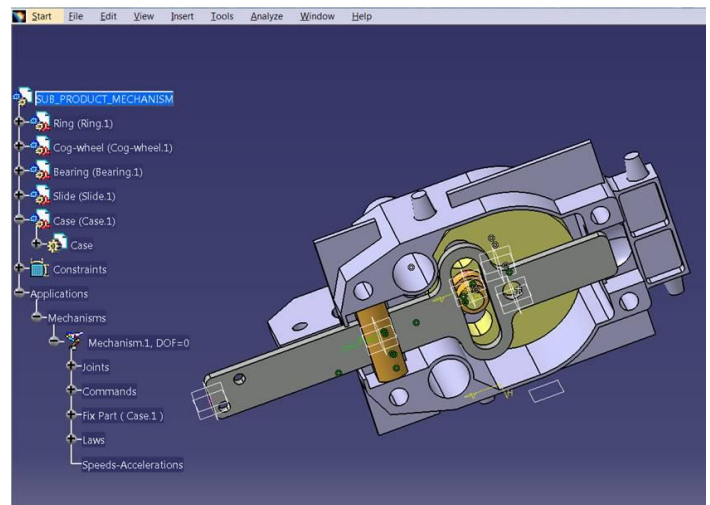 Start File Edit View Insert Tools Analyze Window Help
SUB_PRODUCT_MECHANISM
Ring (Ring.1)
Cog-wheel (Cog-wheel.1)
Bearing (Bearing.1)
Slide (Slide.1)
Case (Case.1)
Case
Constraints
Applications
Mechanisms
Mechanism.1, DOF=0
Joints
Commands
Fix Part ( Case.1 )
Laws
Speeds-Accelerations